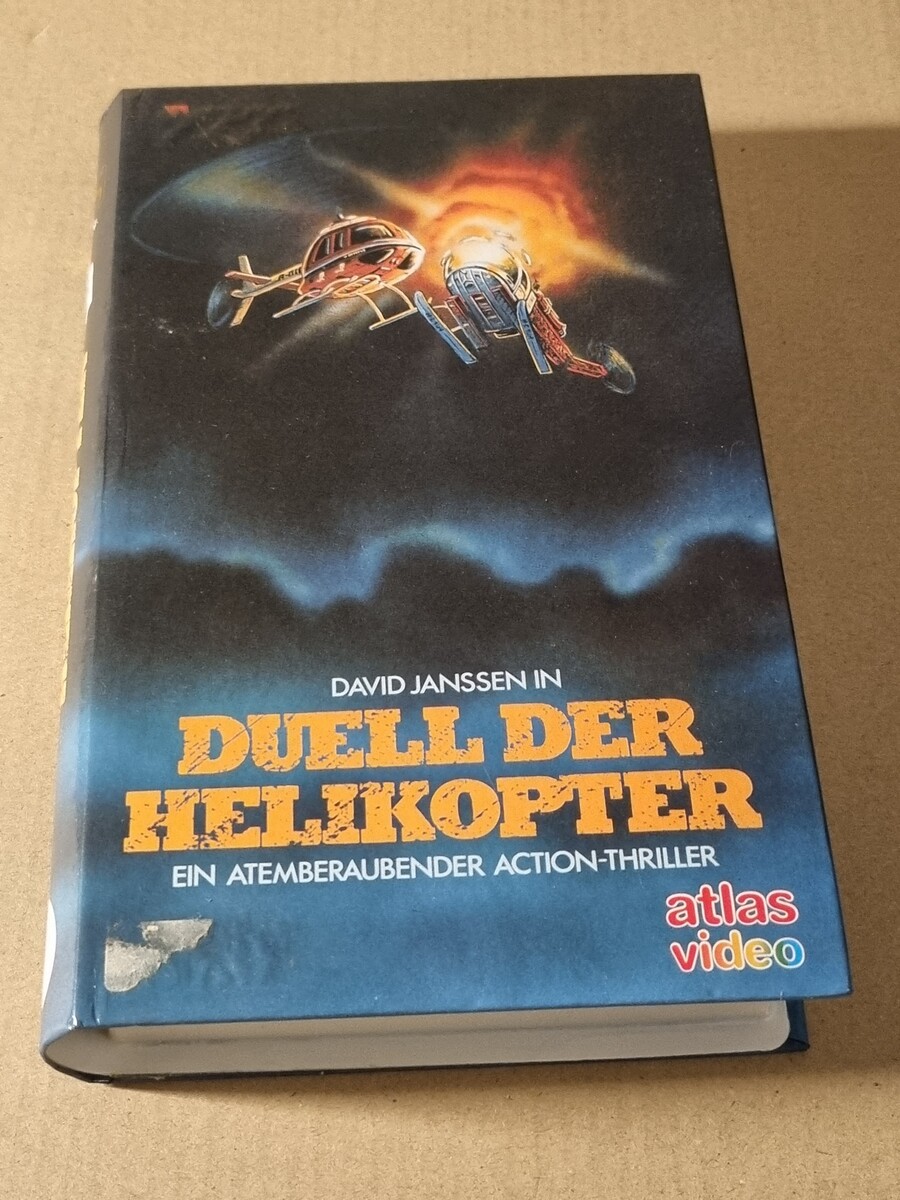 DAVID JANSSEN IN
DUELL DER
HELIKOPTER
EIN ATEMBERAUBENDER ACTION-THRILLER
atlas
video